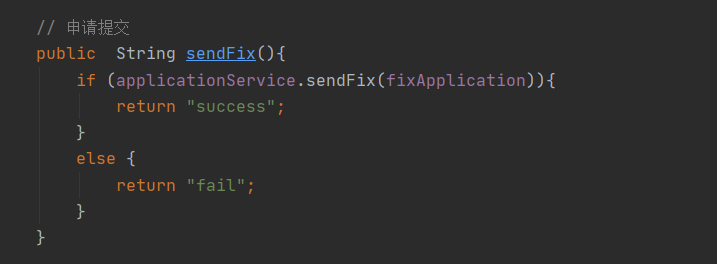 // 申请提交
public  String sendFix(){
    if (applicationService.sendFix(fixApplication)){
        return "success";
    }
    else {
        return "fail";
    }
}